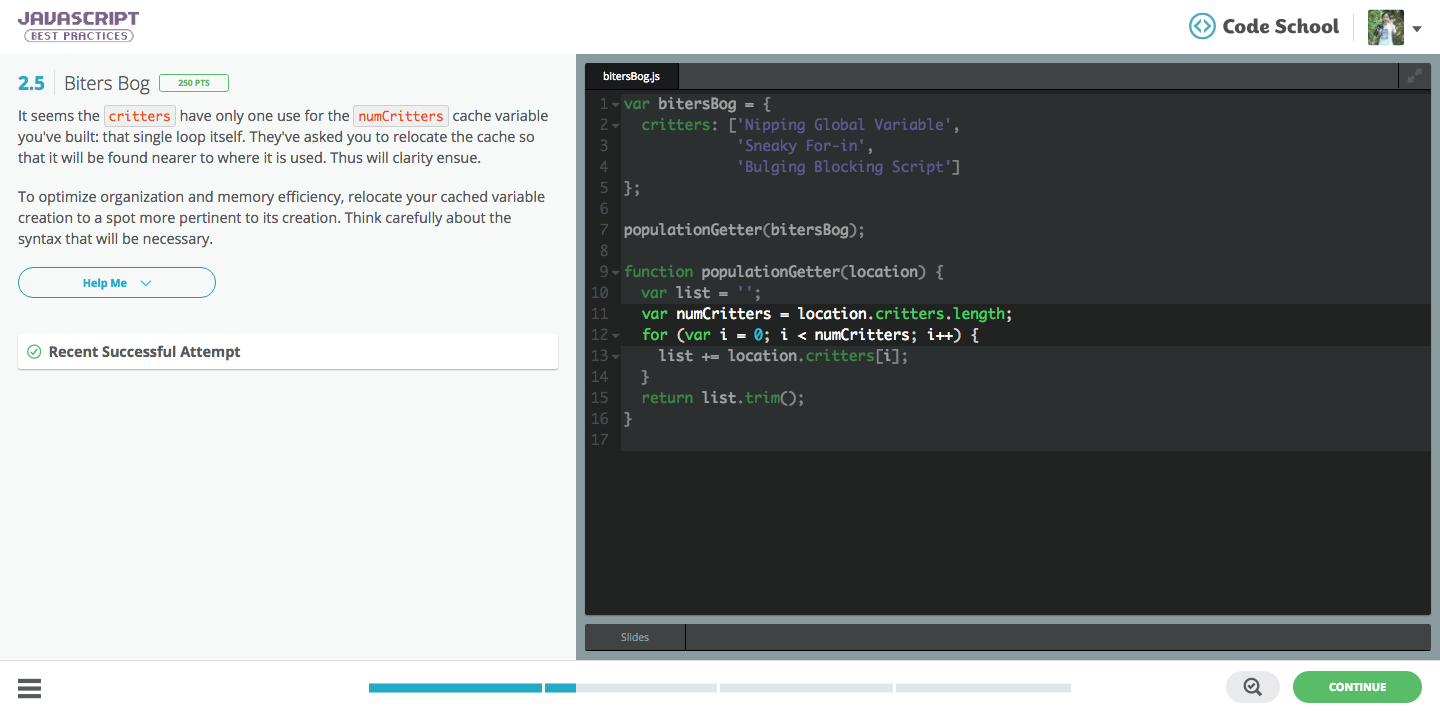 JAVASCRIPT
BEST PRACTICES
Code School
2.5 Biters Bog 250 PTS
It seems the critters have only one use for the numCritters cache variable
you've built: that single loop itself. They've asked you to relocate the cache so
that it will be found nearer to where it is used. Thus will clarity ensue.
To optimize organization and memory efficiency, relocate your cached variable
creation to a spot more pertinent to its creation. Think carefully about the
syntax that will be necessary.
Help Me
Recent Successful Attempt
bitersBog.js
1 var bitersBog = {
2   critters: ['Nipping Global Variable',
3              'Sneaky For-in',
4              'Bulging Blocking Script']
5 };
6
7 populationGetter(bitersBog);
8
9 function populationGetter(location) {
10   var list = '';
11   var numCritters = location.critters.length;
12   for (var i = 0; i < numCritters; i++) {
13     list += location.critters[i];
14   }
15   return list.trim();
16 }
17
Slides
CONTINUE